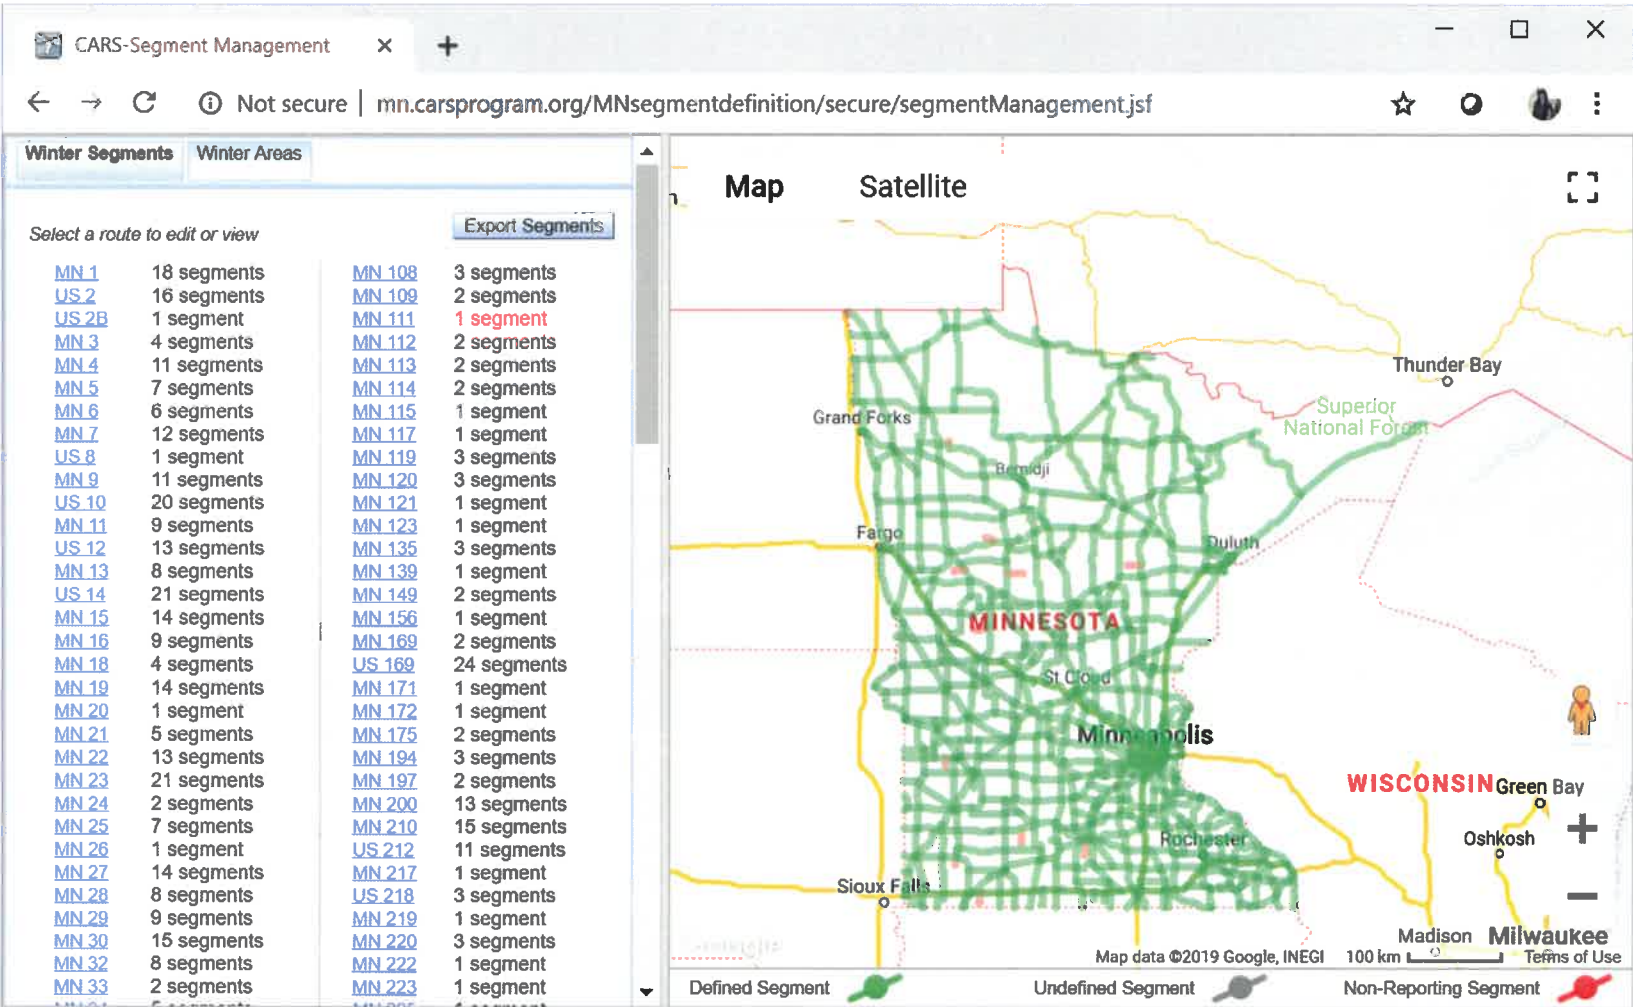 CARS-Segment Management
Not secure | mn.carsprogram.org/MNsegmentdefinition/secure/segmentManagement.jsf
Winter Segments Winter Areas
Select a route to edit or view
Export Segments
MN 1 18 segments MN 108 3 segments
US 2 16 segments MN 109 2 segments
US 2B 1 segment MN 111 1 segment
MN 3 4 segments MN 112 2 segments
MN 4 11 segments MN 113 2 segments
MN 5 7 segments MN 114 2 segments
MN 6 6 segments MN 115 1 segment
MN 7 12 segments MN 117 1 segment
US 8 1 segment MN 119 3 segments
MN 9 11 segments MN 120 3 segments
US 10 20 segments MN 121 1 segment
MN 11 9 segments MN 123 1 segment
US 12 13 segments MN 135 3 segments
MN 13 8 segments MN 139 1 segment
US 14 21 segments MN 149 2 segments
MN 15 14 segments MN 156 1 segment
MN 16 9 segments MN 169 2 segments
MN 18 4 segments US 169 24 segments
MN 19 14 segments MN 171 1 segment
MN 20 1 segment MN 172 1 segment
MN 21 5 segments MN 175 2 segments
MN 22 13 segments MN 194 3 segments
MN 23 21 segments MN 197 2 segments
MN 24 2 segments MN 200 13 segments
MN 25 7 segments MN 210 15 segments
MN 26 1 segment US 212 11 segments
MN 27 14 segments MN 217 1 segment
MN 28 8 segments US 218 3 segments
MN 29 9 segments MN 219 1 segment
MN 30 15 segments MN 220 3 segments
MN 32 8 segments MN 222 1 segment
MN 33 2 segments MN 223 1 segment
Map Satellite
Thunder Bay
Superior
National Forest
Grand Forks
Bemidji
Fargo
Duluth
MINNESOTA
St Cloud
Minneapolis
WISCONSIN
Green Bay
Oshkosh
Rochester
Sioux Falls
Madison
Milwaukee
Map data ©2019 Google, INEGI 100 km Terms of Use
Defined Segment Undefined Segment Non-Reporting Segment